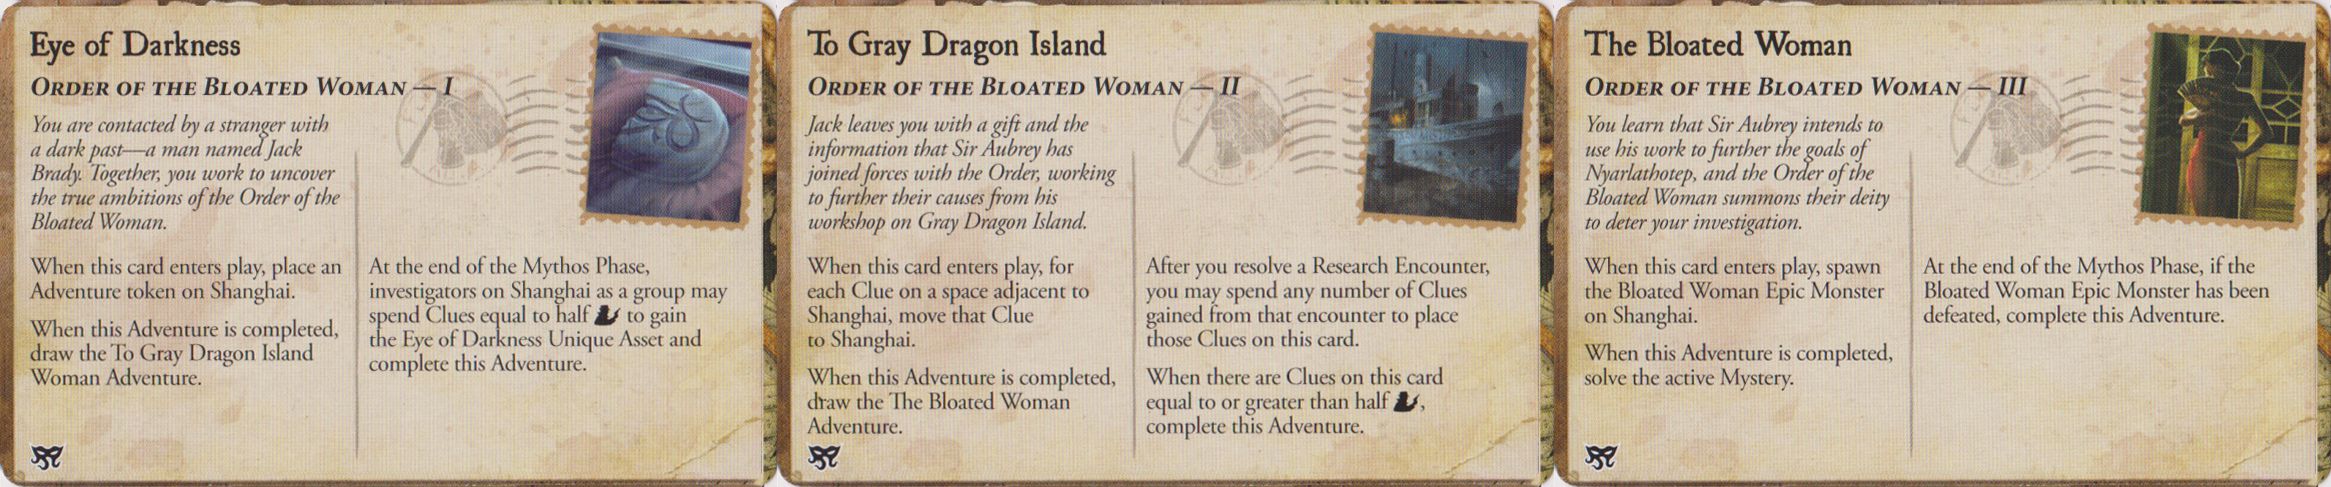 Eye of Darkness
Order of the Bloated Woman — I
You are contacted by a stranger with
a dark past—a man named Jack
Brady. Together, you work to uncover
the true ambitions of the Order of the
Bloated Woman.
When this card enters play, place an
Adventure token on Shanghai.
When this Adventure is completed,
draw the To Gray Dragon Island
Woman Adventure.
At the end of the Mythos Phase,
investigators on Shanghai as a group may
spend Clues equal to half to gain
the Eye of Darkness Unique Asset and
complete this Adventure.
To Gray Dragon Island
Order of the Bloated Woman — II
Jack leaves you with a gift and the
information that Sir Aubrey has
joined forces with the Order, working
to further their causes from his
workshop on Gray Dragon Island.
When this card enters play, for
each Clue on a space adjacent to
Shanghai, move that Clue
to Shanghai.
When this Adventure is completed,
draw the The Bloated Woman
Adventure.
After you resolve a Research Encounter,
you may spend any number of Clues
gained from that encounter to place
those Clues on this card.
When there are Clues on this card
equal to or greater than half ,
complete this Adventure.
The Bloated Woman
Order of the Bloated Woman — III
You learn that Sir Aubrey intends to
use his work to further the goals of
Nyarlathotep, and the Order of the
Bloated Woman summons their deity
to deter your investigation.
When this card enters play, spawn
the Bloated Woman Epic Monster
on Shanghai.
When this Adventure is completed,
solve the active Mystery.
At the end of the Mythos Phase, if the
Bloated Woman Epic Monster has been
defeated, complete this Adventure.